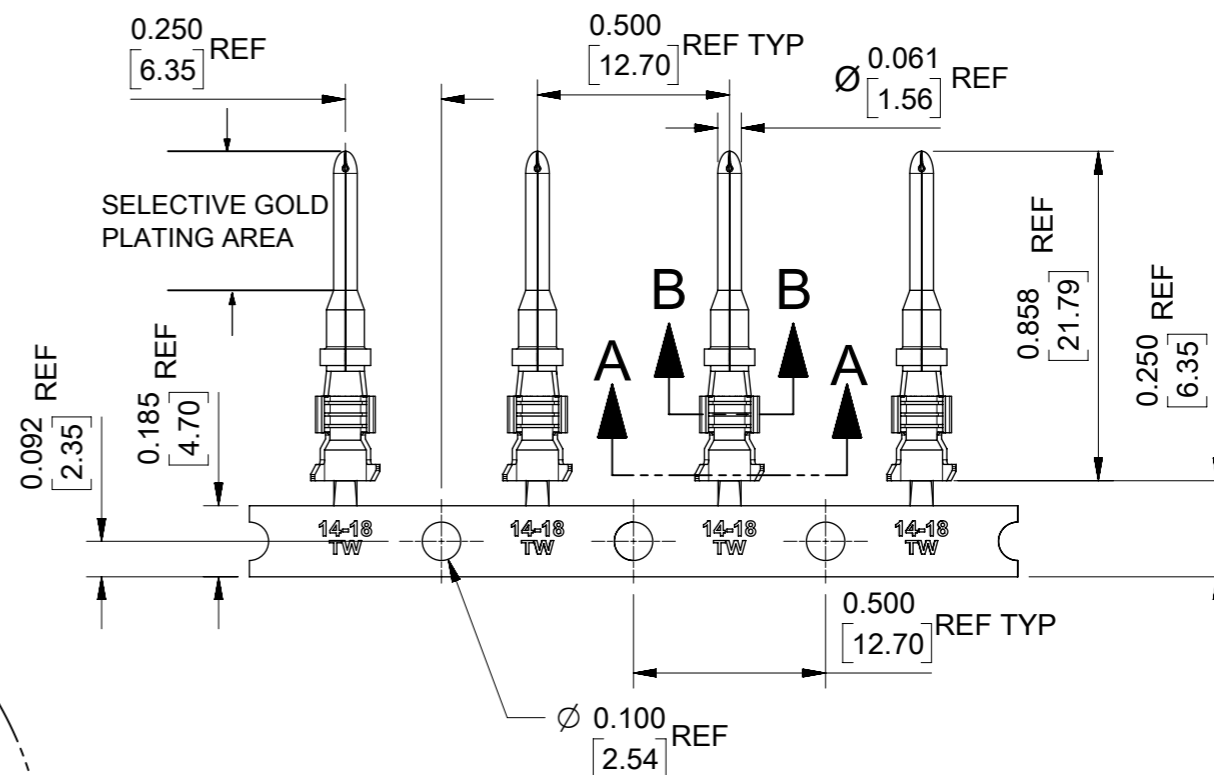 0.250
[6.35] REF
0.500
[12.70] REF TYP
Ø 0.061
[1.56] REF
SELECTIVE GOLD
PLATING AREA
B B
A A
0.858
[21.79] REF
0.250
[6.35] REF
0.092
[2.35] REF
0.185
[4.70] REF
14-18
TW
14-18
TW
14-18
TW
14-18
TW
0.500
[12.70] REF TYP
Ø 0.100
[2.54] REF